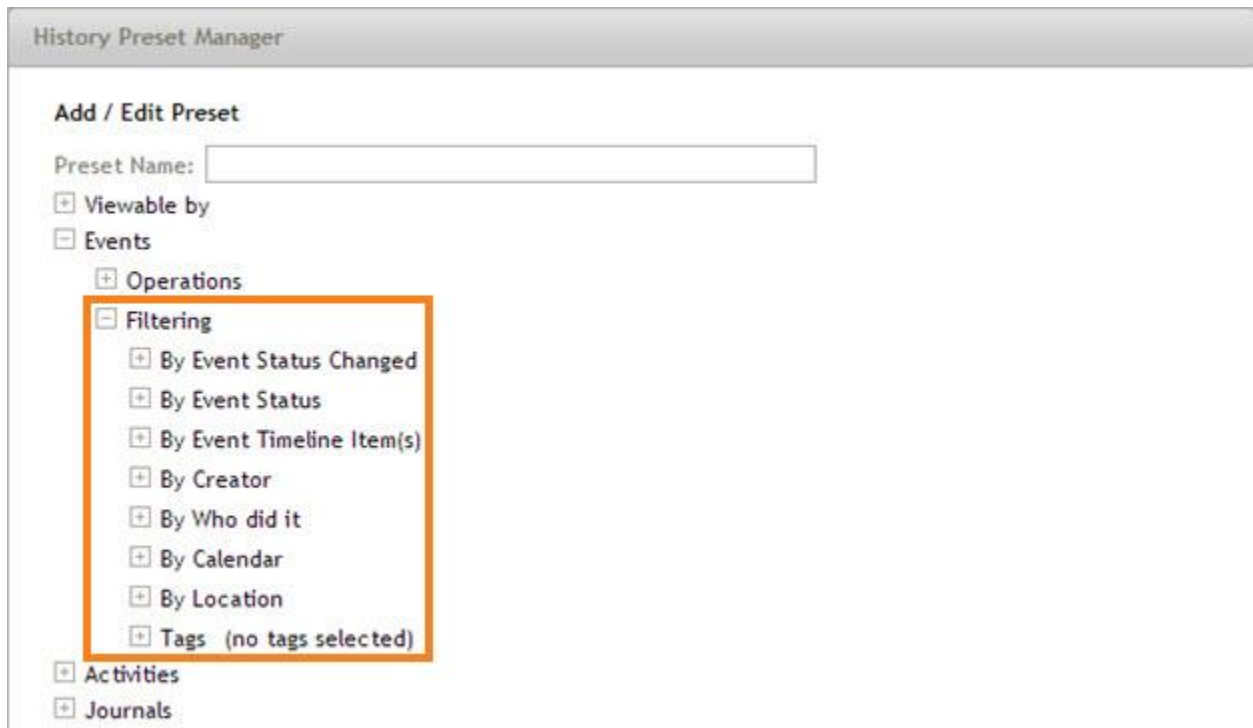 History Preset Manager
Add / Edit Preset
Preset Name:
Viewable by
Events
Operations
Filtering
By Event Status Changed
By Event Status
By Event Timeline Item(s)
By Creator
By Who did it
By Calendar
By Location
Tags (no tags selected)
Activities
Journals